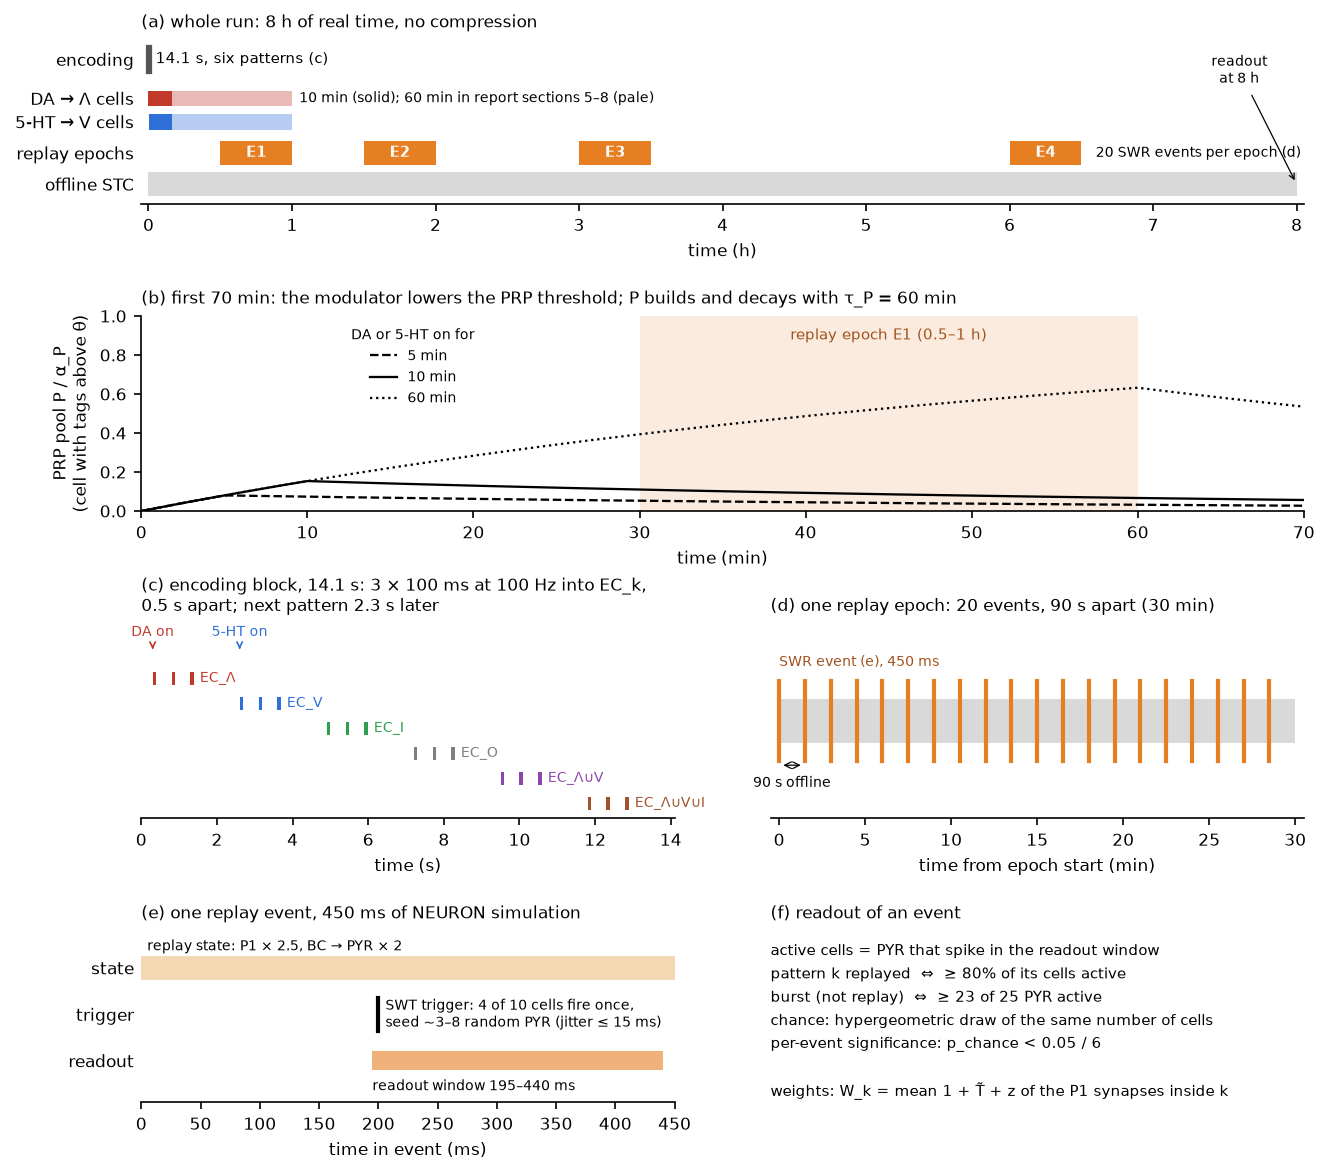 (a) whole run: 8 h of real time, no compression
encoding
14.1 s, six patterns (c)
readout
at 8 h
DA → Λ cells
10 min (solid); 60 min in report sections 5–8 (pale)
5-HT → V cells
replay epochs
E1
E2
E3
E4
20 SWR events per epoch (d)
offline STC
0 1 2 3 4 5 6 7 8
time (h)
(b) first 70 min: the modulator lowers the PRP threshold; P builds and decays with τ_P = 60 min
PRP pool P / α_P
(cell with tags above θ)
1.0
0.8
0.6
0.4
0.2
0.0
DA or 5-HT on for
5 min
10 min
60 min
replay epoch E1 (0.5–1 h)
0 10 20 30 40 50 60 70
time (min)
(c) encoding block, 14.1 s: 3 × 100 ms at 100 Hz into EC_k,
0.5 s apart; next pattern 2.3 s later
DA on
5-HT on
EC_Λ
EC_V
EC_I
EC_O
EC_Λ∪V
EC_Λ∪V∪I
0 2 4 6 8 10 12 14
time (s)
(d) one replay epoch: 20 events, 90 s apart (30 min)
SWR event (e), 450 ms
90 s offline
0 5 10 15 20 25 30
time from epoch start (min)
(e) one replay event, 450 ms of NEURON simulation
replay state: P1 × 2.5, BC → PYR × 2
state
trigger
SWT trigger: 4 of 10 cells fire once,
seed ~3–8 random PYR (jitter ≤ 15 ms)
readout
readout window 195–440 ms
0 50 100 150 200 250 300 350 400 450
time in event (ms)
(f) readout of an event
active cells = PYR that spike in the readout window
pattern k replayed ⇔ ≥ 80% of its cells active
burst (not replay) ⇔ ≥ 23 of 25 PYR active
chance: hypergeometric draw of the same number of cells
per-event significance: p_chance < 0.05 / 6
weights: W_k = mean 1 + T̃ + z of the P1 synapses inside k